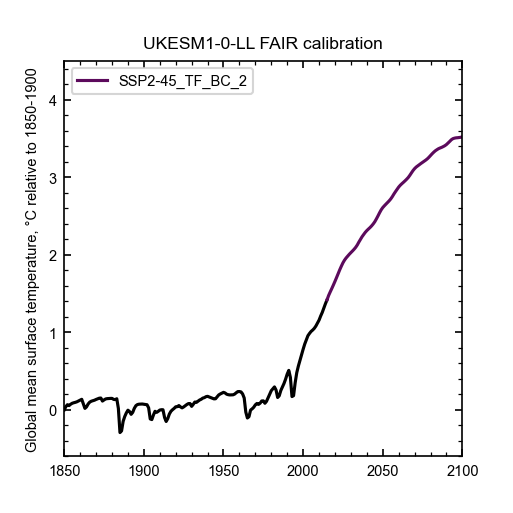 UKESM1-0-LL FAIR calibration
SSP2-45_TF_BC_2
Global mean surface temperature, °C relative to 1850-1900
4
3
2
1
0
1850 1900 1950 2000 2050 2100